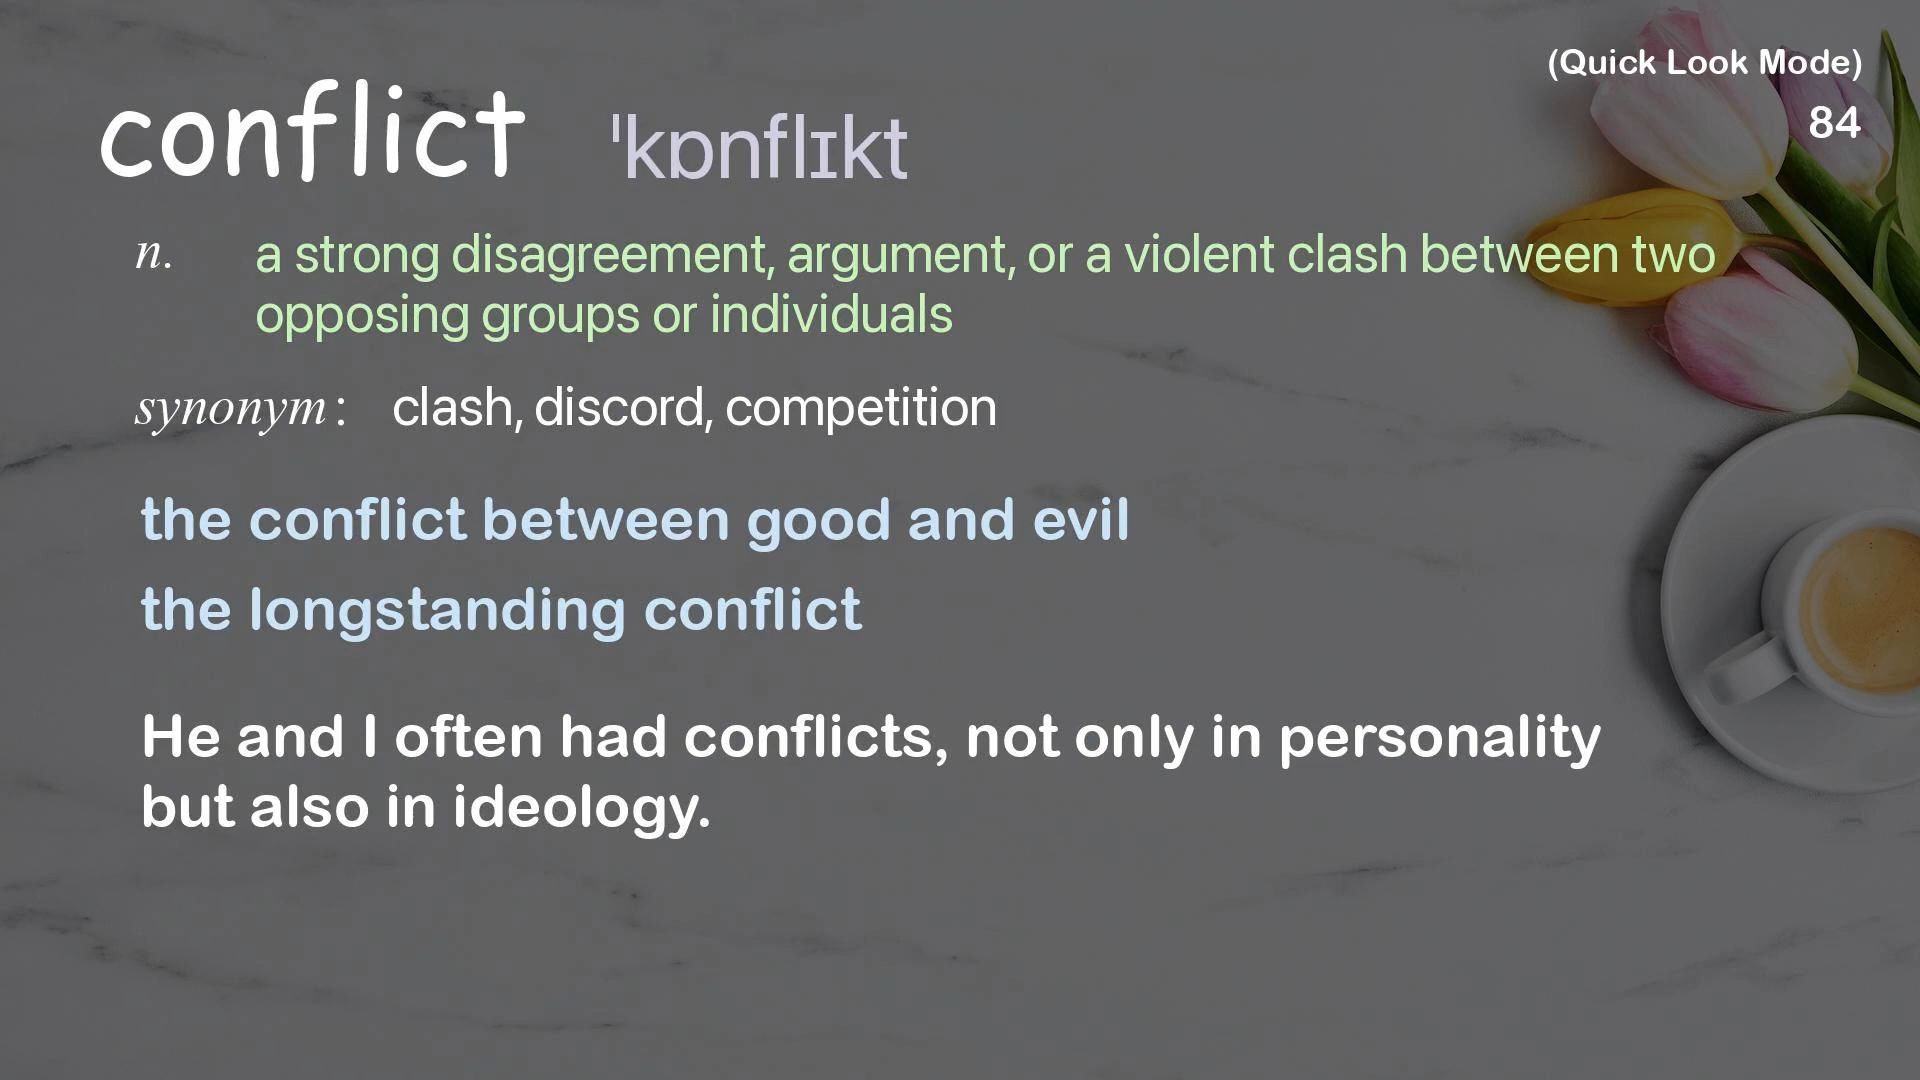 (Quick Look Mode)
84
conflict ˈkɒnflɪkt
n. a strong disagreement, argument, or a violent clash between two
opposing groups or individuals
synonym: clash, discord, competition
the conflict between good and evil
the longstanding conflict
He and I often had conflicts, not only in personality
but also in ideology.